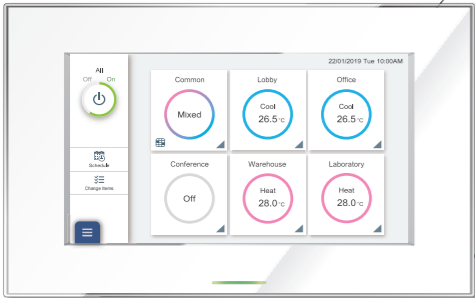 22/01/2019 Tue 10:00AM
All
Off On
Schedule
Change Items
Common
Mixed
Lobby
Cool
26.5 °C
Office
Cool
26.5 °C
Conference
Off
Warehouse
Heat
28.0 °C
Laboratory
Heat
28.0 °C